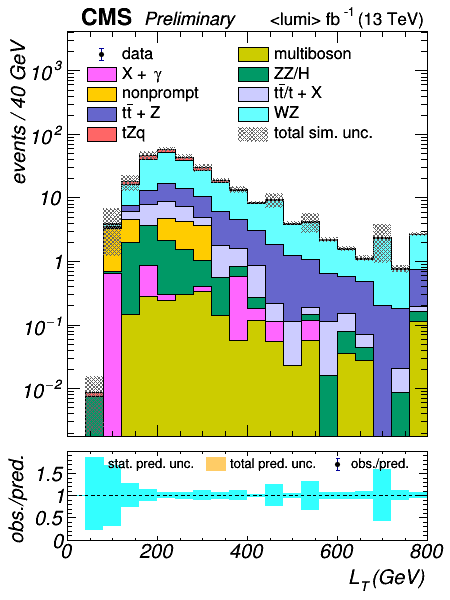 CMS Preliminary <lumi> fb⁻¹ (13 TeV)
data
multiboson
X + γ
ZZ/H
nonprompt
tt̄/t + X
tt̄ + Z
WZ
tZq
total sim. unc.
events / 40 GeV
10³
10²
10
1
10⁻¹
10⁻²
stat. pred. unc. total pred. unc. obs./pred.
obs./pred.
1.5
1
0.5
0
0 200 400 600 800
L_T(GeV)